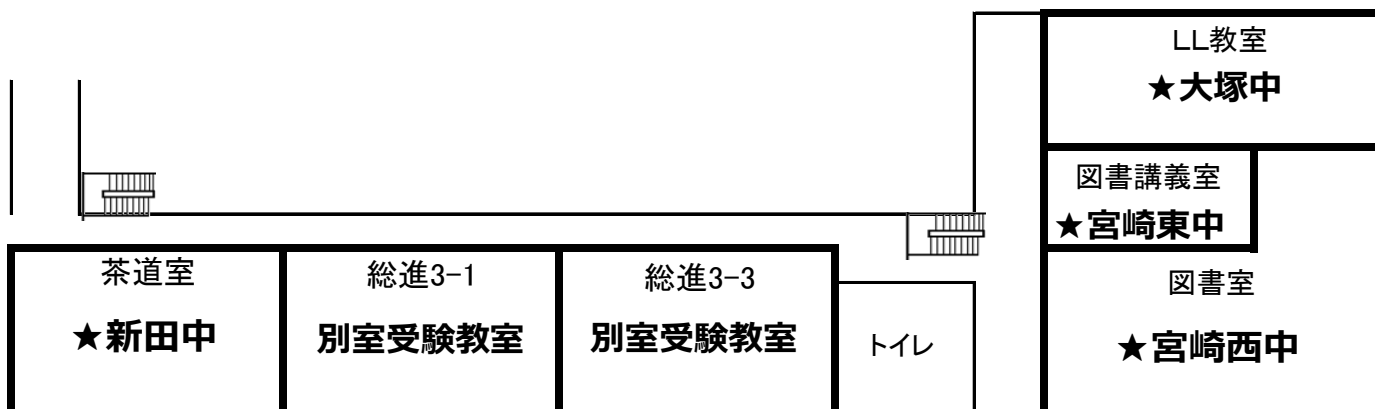 LL教室
★大塚中
図書講義室
★宮崎東中
図書室
★宮崎西中
茶道室
★新田中
総進3-1
別室受験教室
総進3-3
別室受験教室
トイレ